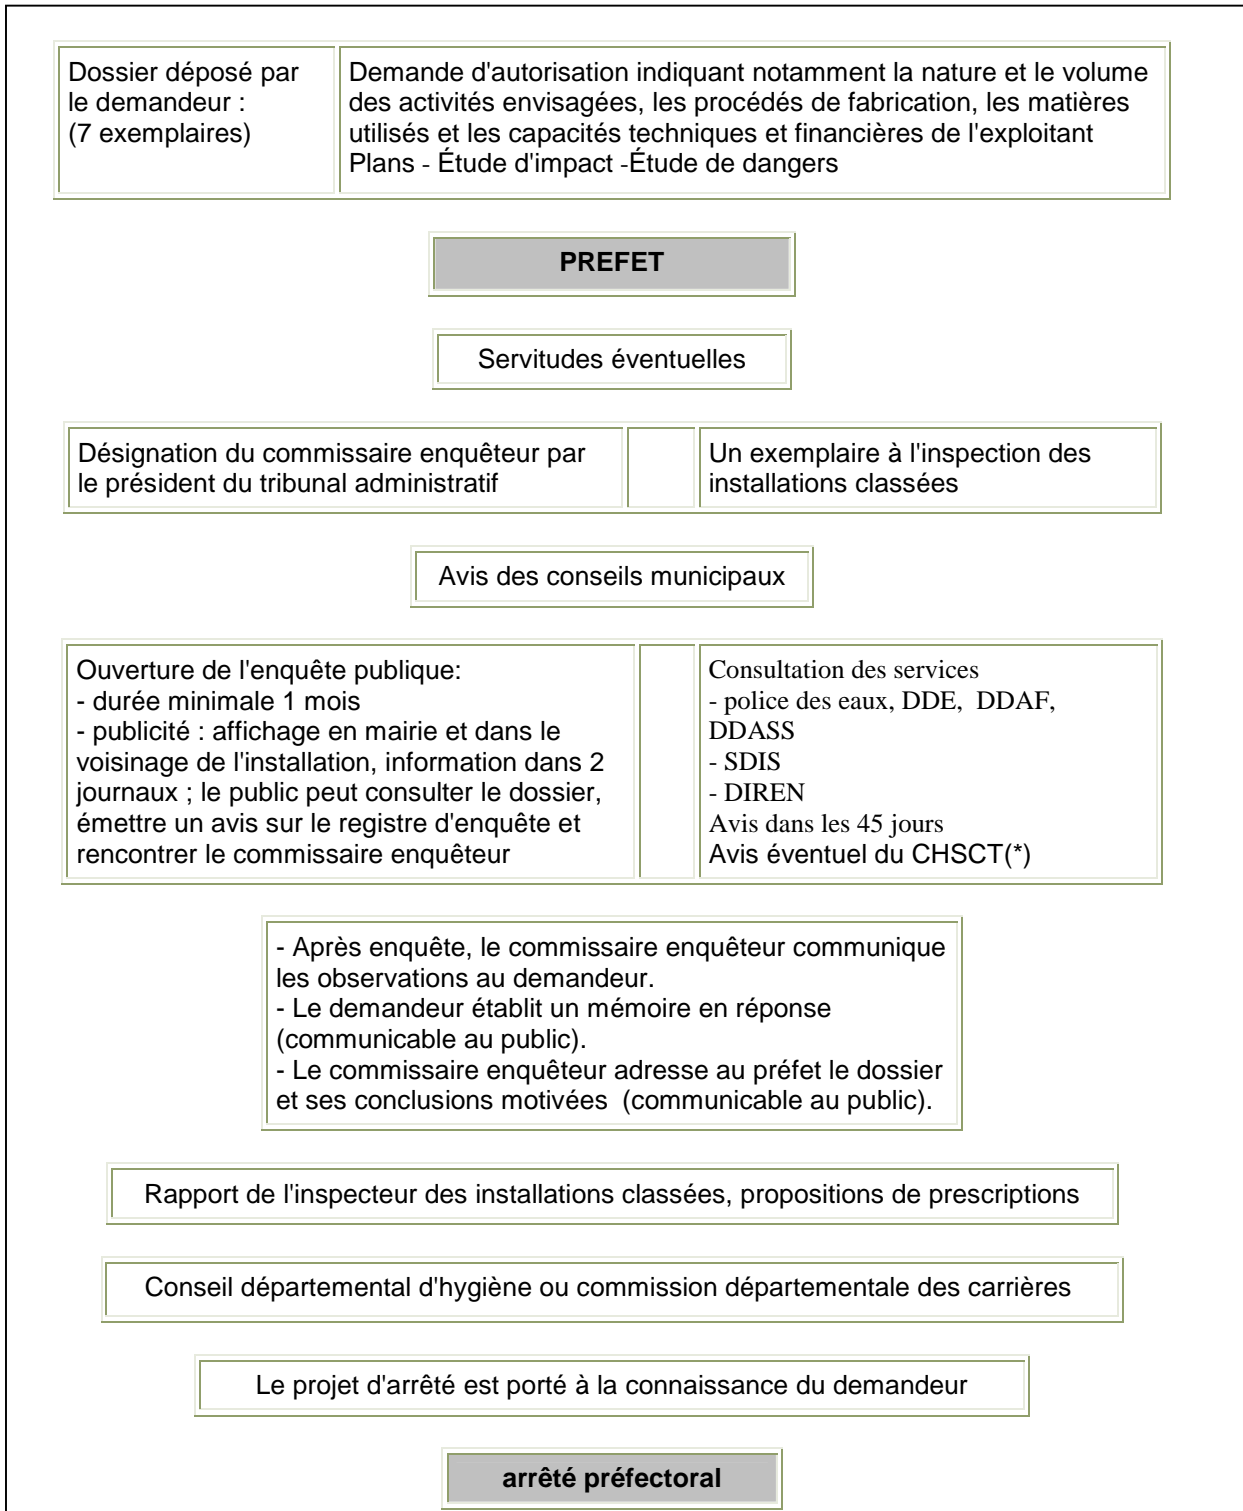 Dossier déposé par
le demandeur :
(7 exemplaires)
Demande d'autorisation indiquant notamment la nature et le volume
des activités envisagées, les procédés de fabrication, les matières
utilisés et les capacités techniques et financières de l'exploitant
Plans - Étude d'impact -Étude de dangers
PREFET
Servitudes éventuelles
Désignation du commissaire enquêteur par
le président du tribunal administratif
Un exemplaire à l'inspection des
installations classées
Avis des conseils municipaux
Ouverture de l'enquête publique:
- durée minimale 1 mois
- publicité : affichage en mairie et dans le
voisinage de l'installation, information dans 2
journaux ; le public peut consulter le dossier,
émettre un avis sur le registre d'enquête et
rencontrer le commissaire enquêteur
Consultation des services
- police des eaux, DDE, DDAF,
DDASS
- SDIS
- DIREN
Avis dans les 45 jours
Avis éventuel du CHSCT(*)
- Après enquête, le commissaire enquêteur communique
les observations au demandeur.
- Le demandeur établit un mémoire en réponse
(communicable au public).
- Le commissaire enquêteur adresse au préfet le dossier
et ses conclusions motivées (communicable au public).
Rapport de l'inspecteur des installations classées, propositions de prescriptions
Conseil départemental d'hygiène ou commission départementale des carrières
Le projet d'arrêté est porté à la connaissance du demandeur
arrêté préfectoral